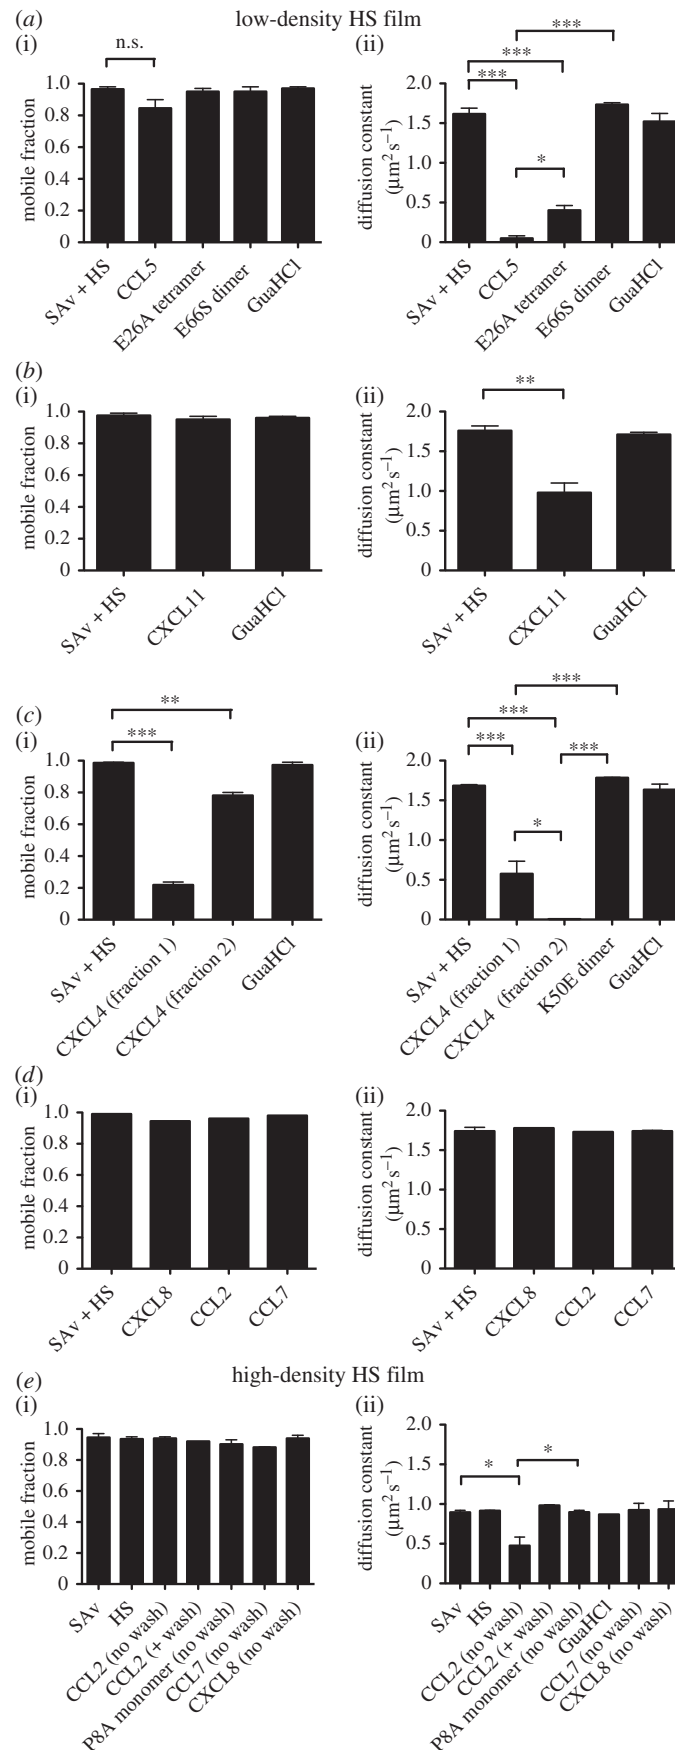 (a) low-density HS film
(i)
n.s.
mobile fraction
1.0
0.8
0.6
0.4
0.2
0
SAv + HS
CCL5
E26A tetramer
E66S dimer
GuaHCl
(ii)
***
***
***
*
diffusion constant
(µm² s⁻¹)
2.0
1.5
1.0
0.5
0
SAv + HS
CCL5
E26A tetramer
E66S dimer
GuaHCl
(b)
(i)
mobile fraction
1.0
0.8
0.6
0.4
0.2
0
SAv + HS
CXCL11
GuaHCl
(ii)
**
diffusion constant
(µm² s⁻¹)
2.0
1.5
1.0
0.5
0
SAv + HS
CXCL11
GuaHCl
(c)
(i)
**
***
mobile fraction
1.0
0.8
0.6
0.4
0.2
0
SAv + HS
CXCL4 (fraction 1)
CXCL4 (fraction 2)
GuaHCl
(ii)
***
***
***
***
*
diffusion constant
(µm² s⁻¹)
2.0
1.5
1.0
0.5
0
SAv + HS
CXCL4 (fraction 1)
CXCL4 (fraction 2)
K50E dimer
GuaHCl
(d)
(i)
mobile fraction
1.0
0.8
0.6
0.4
0.2
0
SAv + HS
CXCL8
CCL2
CCL7
(ii)
diffusion constant
(µm² s⁻¹)
2.0
1.5
1.0
0.5
0
SAv + HS
CXCL8
CCL2
CCL7
(e) high-density HS film
(i)
mobile fraction
1.0
0.8
0.6
0.4
0.2
0
SAv
HS
CCL2 (no wash)
CCL2 (+ wash)
P8A monomer (no wash)
CCL7 (no wash)
CXCL8 (no wash)
(ii)
*
*
diffusion constant
(µm² s⁻¹)
2.0
1.5
1.0
0.5
0
SAv
HS
CCL2 (no wash)
CCL2 (+ wash)
P8A monomer (no wash)
GuaHCl
CCL7 (no wash)
CXCL8 (no wash)